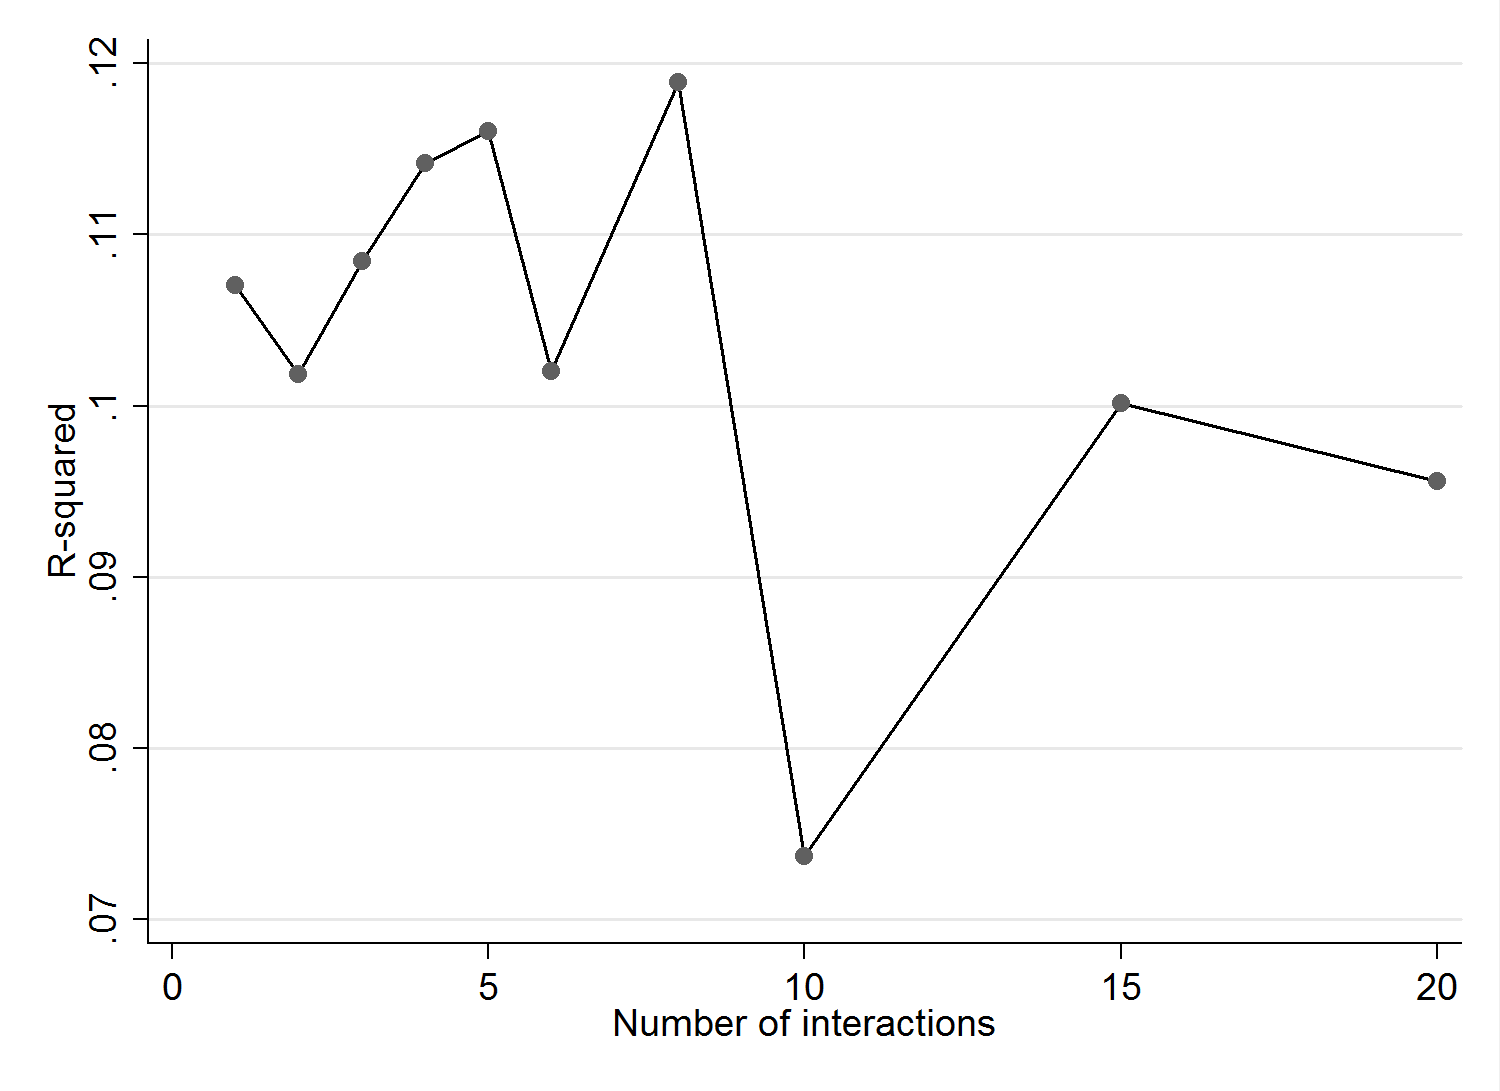 R-squared
.12
.11
.1
.09
.08
.07
0 5 10 15 20
Number of interactions